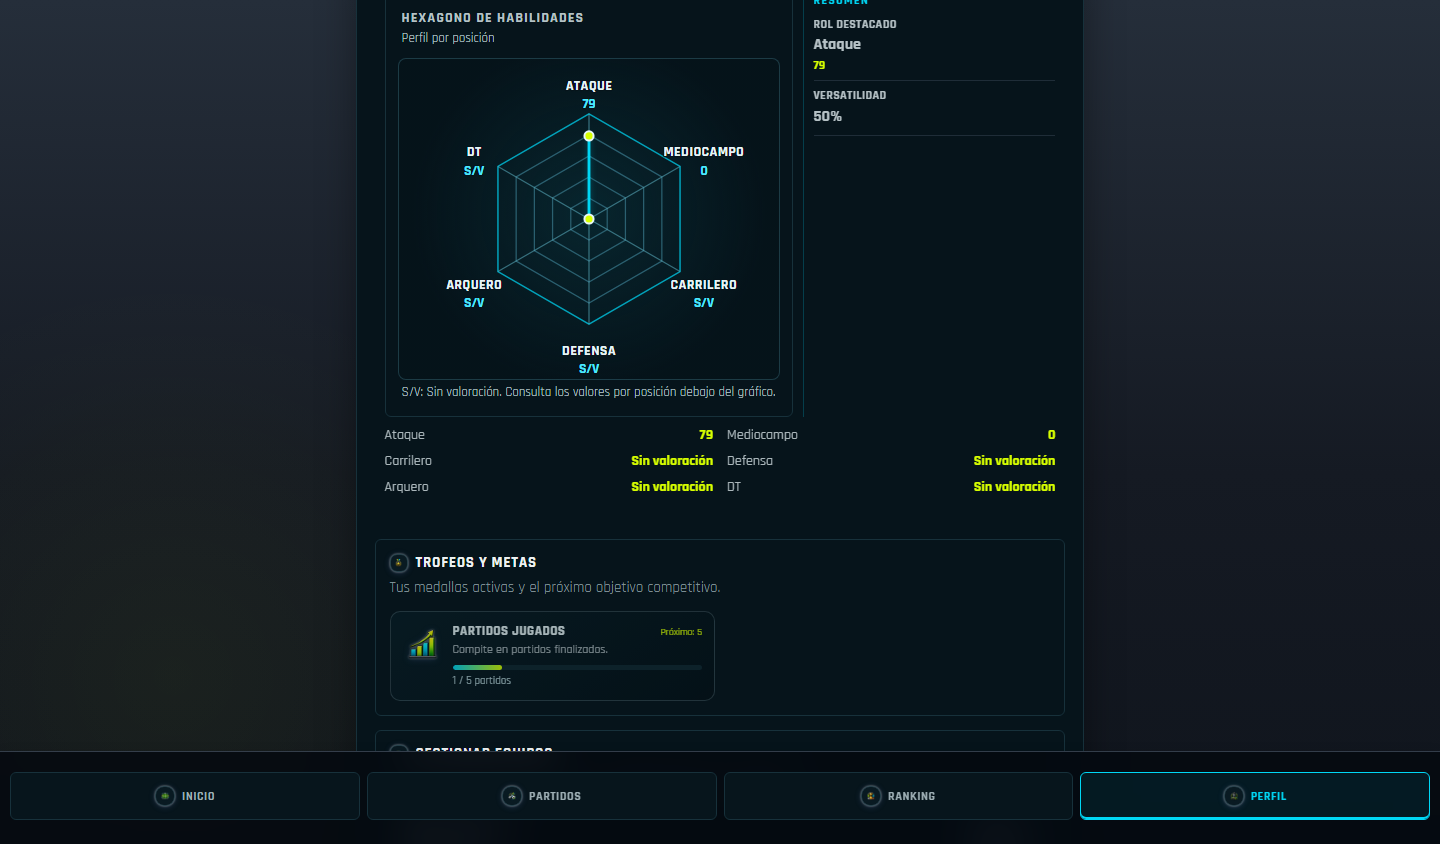 HEXAGONO DE HABILIDADES
Perfil por posición
ATAQUE
79
DT
S/V
MEDIOCAMPO
0
ARQUERO
S/V
CARRILERO
S/V
DEFENSA
S/V
S/V: Sin valoración. Consulta los valores por posición debajo del gráfico.
RESUMEN
ROL DESTACADO
Ataque
79
VERSATILIDAD
50%
Ataque 79 Mediocampo 0
Carrilero Sin valoración Defensa Sin valoración
Arquero Sin valoración DT Sin valoración
TROFEOS Y METAS
Tus medallas activas y el próximo objetivo competitivo.
PARTIDOS JUGADOS Próximo: 5
Compite en partidos finalizados.
1 / 5 partidos
GESTIONAR EQUIPOS
INICIO PARTIDOS RANKING PERFIL